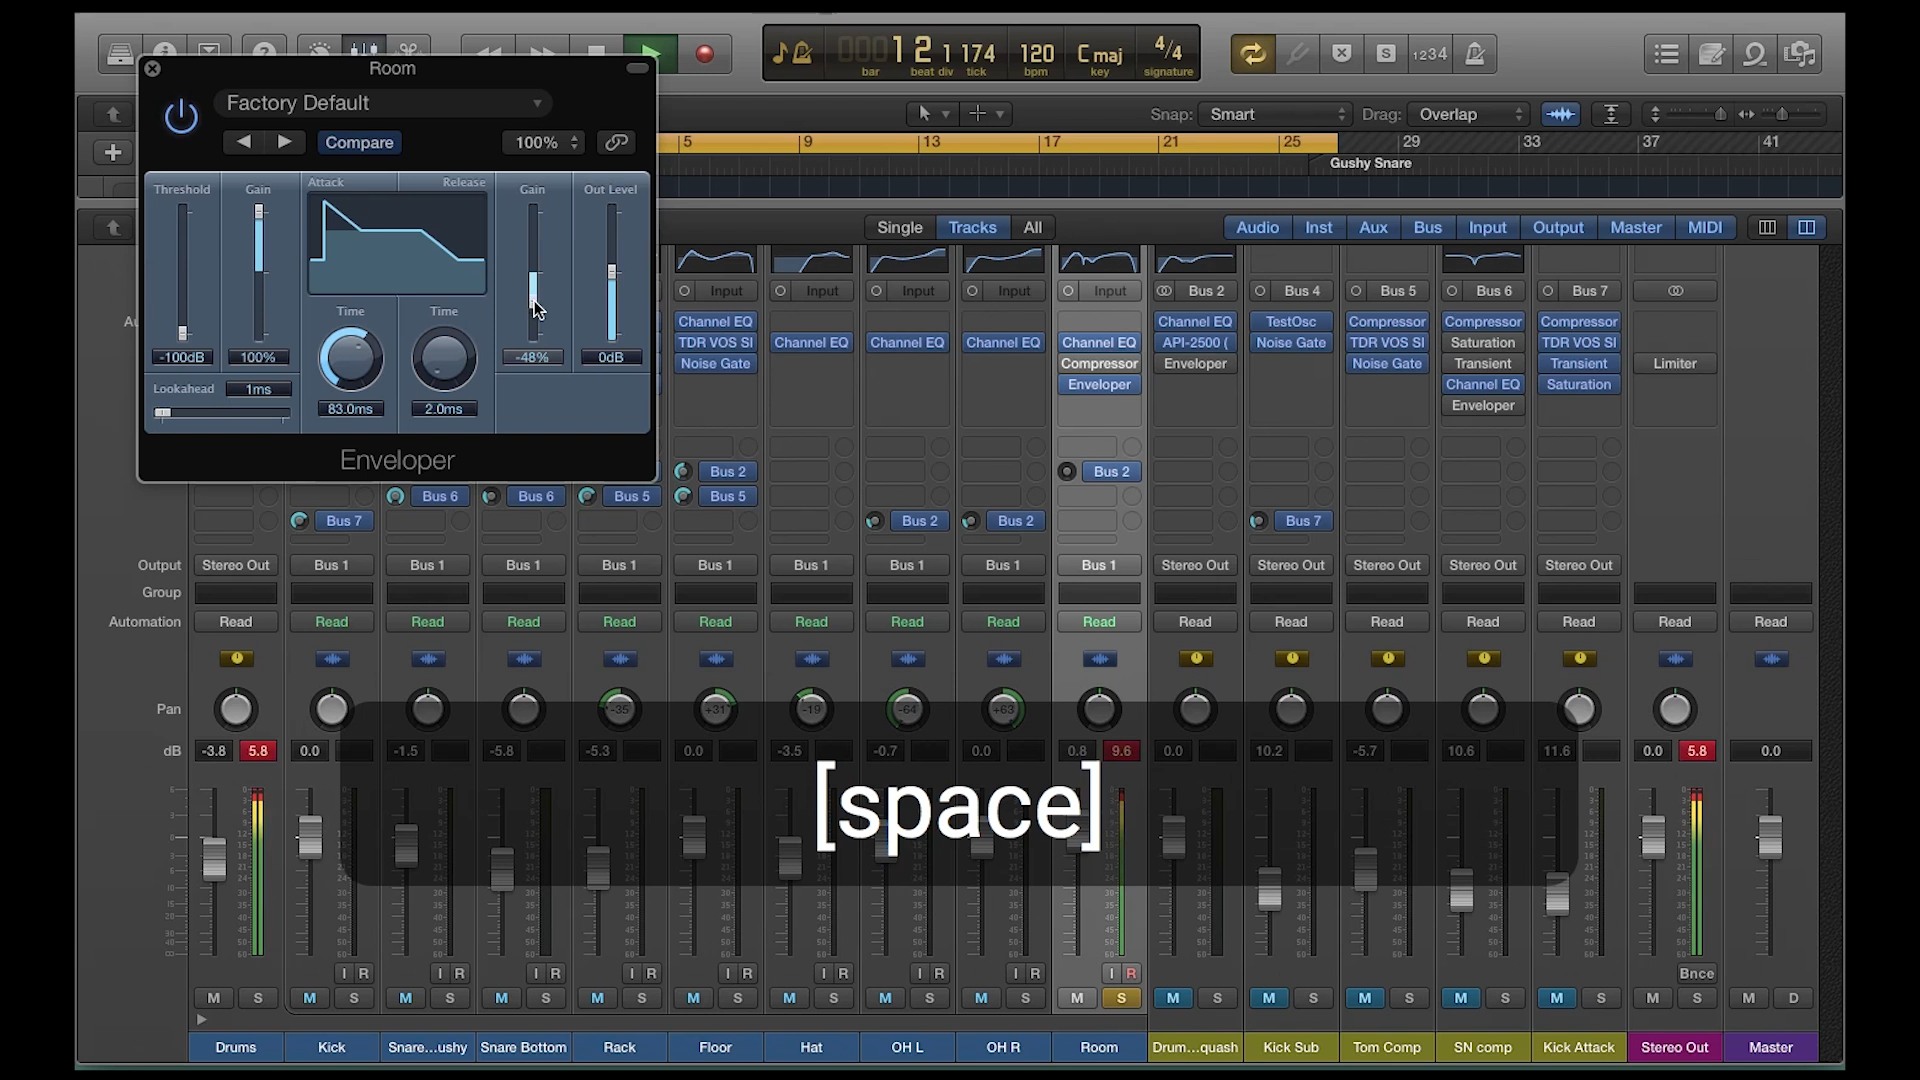 1 2 1 174 120 C maj 4/4
bar beat div tick bpm key signature
S 1234
Room
Factory Default
Compare 100%
Snap: Smart Drag: Overlap
5 9 13 17 21 25 29 33 37 41
Gushy Snare
Threshold Gain Attack Release Gain Out Level
Time Time
-100dB 100% -48% 0dB
Lookahead 1ms
83.0ms 2.0ms
Enveloper
Single Tracks All Audio Inst Aux Bus Input Output Master MIDI
Input Input Input Input Input Bus 2 Bus 4 Bus 5 Bus 6 Bus 7
Channel EQ Channel EQ TestOsc Compressor Compressor Compressor
TDR VOS SI Channel EQ Channel EQ Channel EQ Channel EQ API-2500 ( Noise Gate TDR VOS SI Saturation TDR VOS SI
Noise Gate Compressor Enveloper Noise Gate Transient Transient Limiter
Enveloper Channel EQ Saturation
Enveloper
Bus 2 Bus 2
Bus 6 Bus 6 Bus 5 Bus 5
Bus 7 Bus 2 Bus 2 Bus 7
Output Stereo Out Bus 1 Bus 1 Bus 1 Bus 1 Bus 1 Bus 1 Bus 1 Bus 1 Bus 1 Stereo Out Stereo Out Stereo Out Stereo Out Stereo Out
Group
Automation Read Read Read Read Read Read Read Read Read Read Read Read Read Read Read Read Read
Pan -35 +31 -19 -64 +63
dB -3.8 5.8 0.0 -1.5 -5.8 -5.3 0.0 -3.5 -0.7 0.0 0.8 9.6 0.0 10.2 -5.7 10.6 11.6 0.0 5.8 0.0
[space]
I R I R I R I R I R I R I R I R I R Bnce
M S M S M S M S M S M S M S M S M S M S M S M S M S M S M S M S M D
Drums Kick Snare...ushy Snare Bottom Rack Floor Hat OH L OH R Room Drum...quash Kick Sub Tom Comp SN comp Kick Attack Stereo Out Master